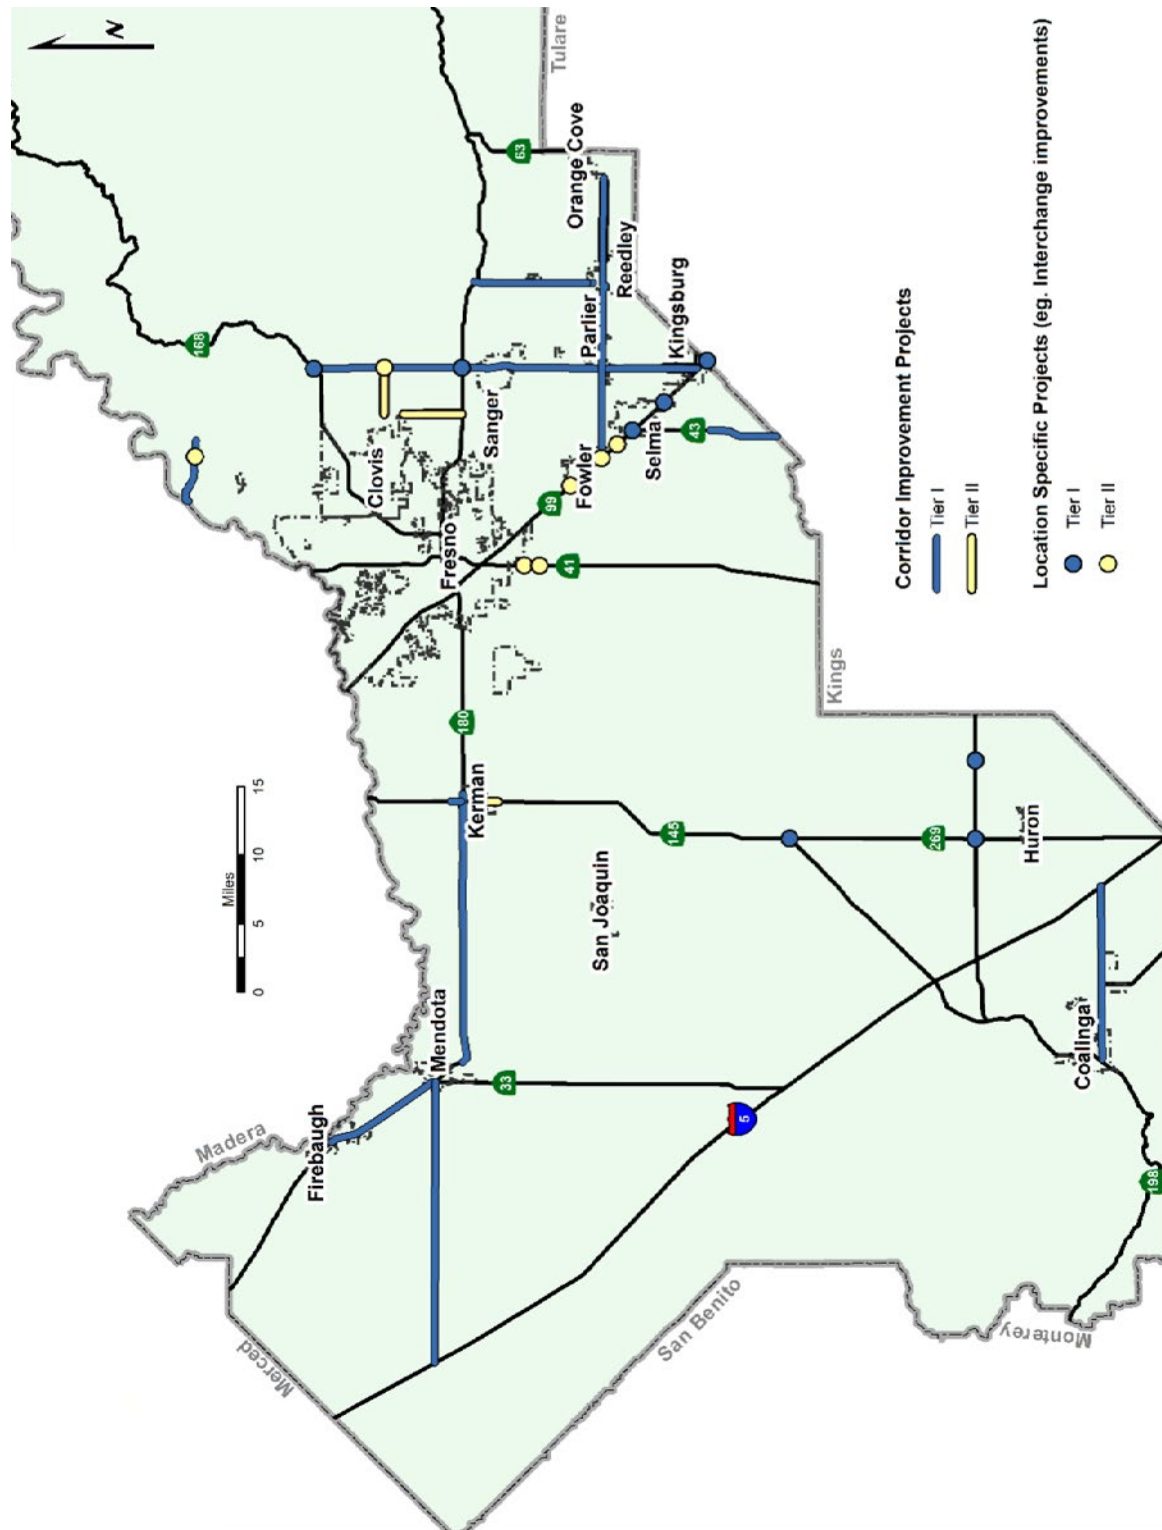 N
Tulare
63
Orange Cove
Reedley
168
Parlier
Kingsburg
Sanger
Clovis
Selma
43
Fowler
99
Fresno
41
Kings
180
Miles
0
5
10
15
Kerman
145
269
Huron
San Joaquin
Mendota
33
Coalinga
5
Firebaugh
Madera
198
Merced
San Benito
Monterey
Corridor Improvement Projects
Tier I
Tier II
Location Specific Projects (eg. Interchange improvements)
Tier I
Tier II